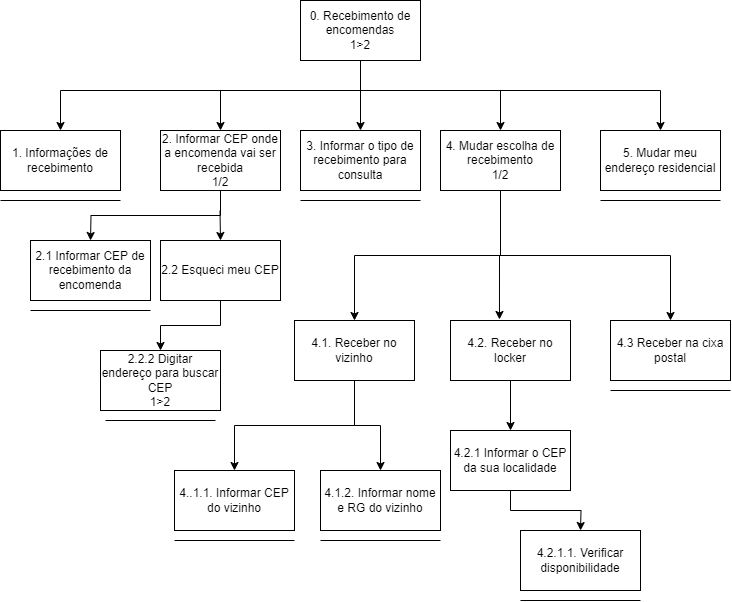 0. Recebimento de
encomendas
1>2
1. Informações de
recebimento
2. Informar CEP onde
a encomenda vai ser
recebida
1/2
3. Informar o tipo de
recebimento para
consulta
4. Mudar escolha de
recebimento
1/2
5. Mudar meu
endereço residencial
2.1 Informar CEP de
recebimento da
encomenda
2.2 Esqueci meu CEP
2.2.2 Digitar
endereço para buscar
CEP
1>2
4.1. Receber no
vizinho
4.2. Receber no
locker
4.3 Receber na cixa
postal
4..1.1. Informar CEP
do vizinho
4.1.2. Informar nome
e RG do vizinho
4.2.1 Informar o CEP
da sua localidade
4.2.1.1. Verificar
disponibilidade